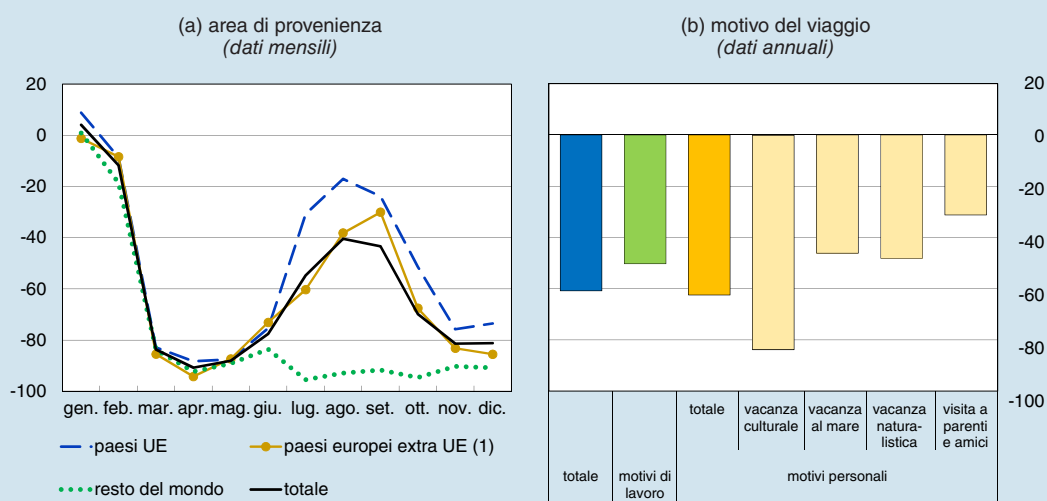 (a) area di provenienza
(dati mensili)
20
0
-20
-40
-60
-80
-100
gen. feb. mar. apr. mag. giu. lug. ago. set. ott. nov. dic.
paesi UE
paesi europei extra UE (1)
resto del mondo
totale
(b) motivo del viaggio
(dati annuali)
20
0
-20
-40
-60
-80
-100
totale
vacanza
culturale
vacanza
al mare
vacanza
natura-
listica
visita a
parenti
e amici
totale
motivi di
lavoro
motivi personali